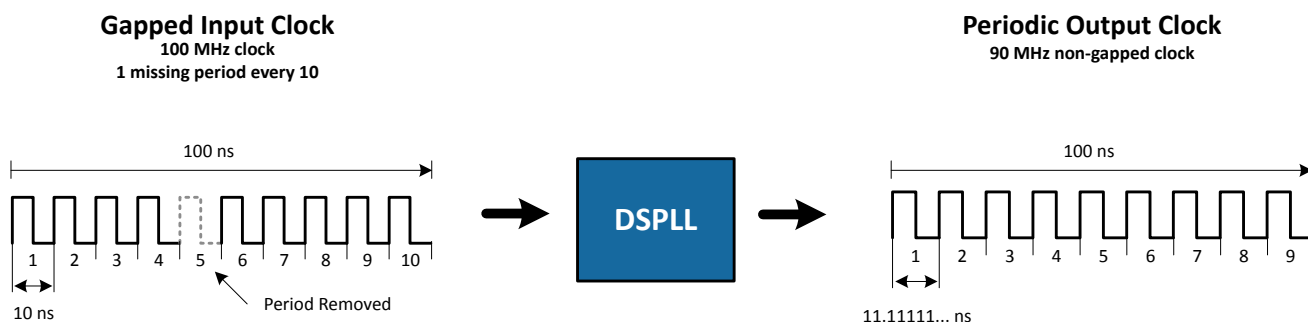 Gapped Input Clock
100 MHz clock
1 missing period every 10
100 ns
1 2 3 4 5 6 7 8 9 10
10 ns
Period Removed
DSPLL
Periodic Output Clock
90 MHz non-gapped clock
100 ns
1 2 3 4 5 6 7 8 9
11.11111... ns